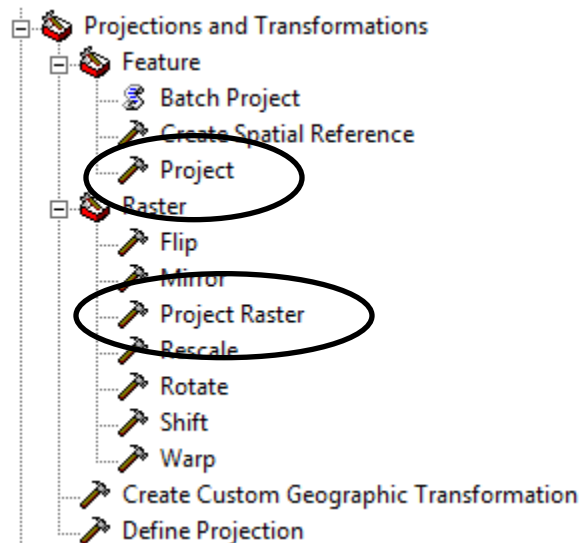 Projections and Transformations
Feature
Batch Project
Create Spatial Reference
Project
Raster
Flip
Mirror
Project Raster
Rescale
Rotate
Shift
Warp
Create Custom Geographic Transformation
Define Projection